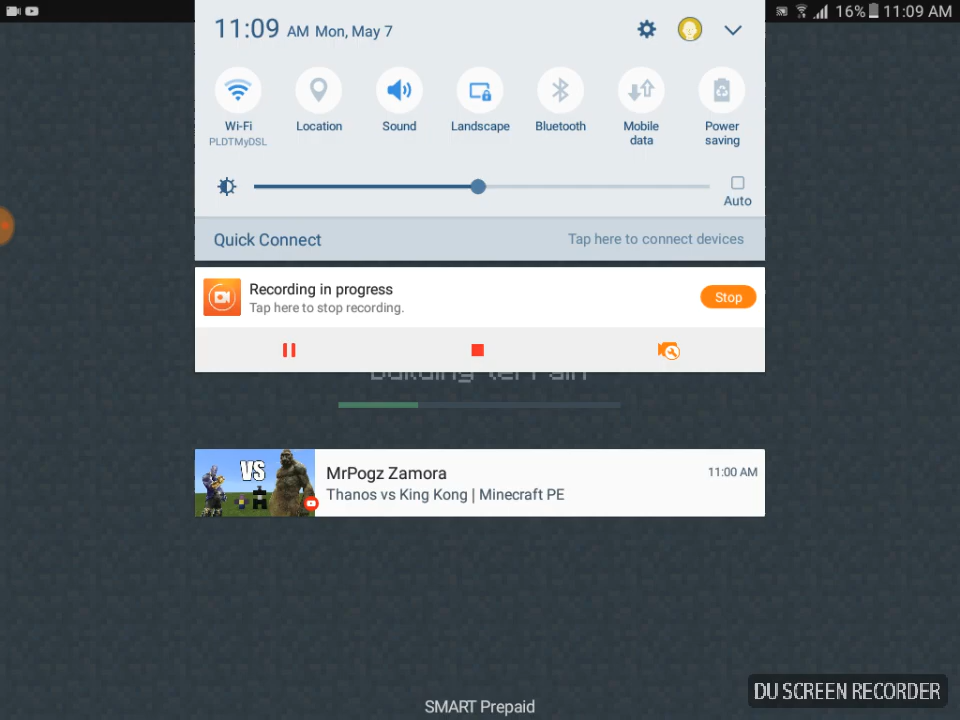 16% 11:09 AM
11:09 AM Mon, May 7
Wi-Fi
PLDTMyDSL
Location
Sound
Landscape
Bluetooth
Mobile
data
Power
saving
Auto
Quick Connect
Tap here to connect devices
Recording in progress
Tap here to stop recording.
Stop
Building terrain
VS
MrPogz Zamora
11:00 AM
Thanos vs King Kong | Minecraft PE
DU SCREEN RECORDER
SMART Prepaid